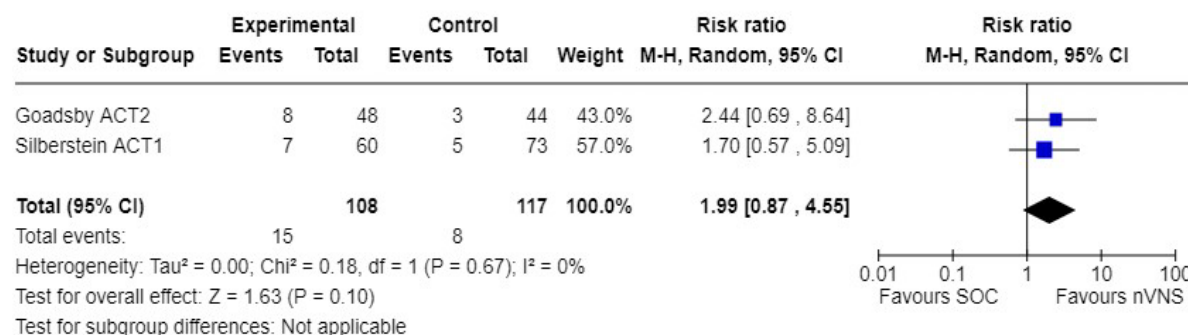 Experimental Control Risk ratio Risk ratio
Study or Subgroup Events Total Events Total Weight M-H, Random, 95% CI M-H, Random, 95% CI
Goadsby ACT2 8 48 3 44 43.0% 2.44 [0.69 , 8.64]
Silberstein ACT1 7 60 5 73 57.0% 1.70 [0.57 , 5.09]
Total (95% CI) 108 117 100.0% 1.99 [0.87 , 4.55]
Total events: 15 8
Heterogeneity: Tau² = 0.00; Chi² = 0.18, df = 1 (P = 0.67); I² = 0%
Test for overall effect: Z = 1.63 (P = 0.10)
Test for subgroup differences: Not applicable
0.01 0.1 1 10 100
Favours SOC Favours nVNS